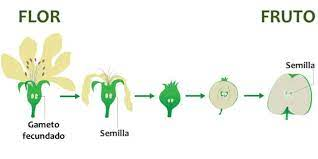 FLOR
FRUTO
Semilla
Gameto
fecundado
Semilla